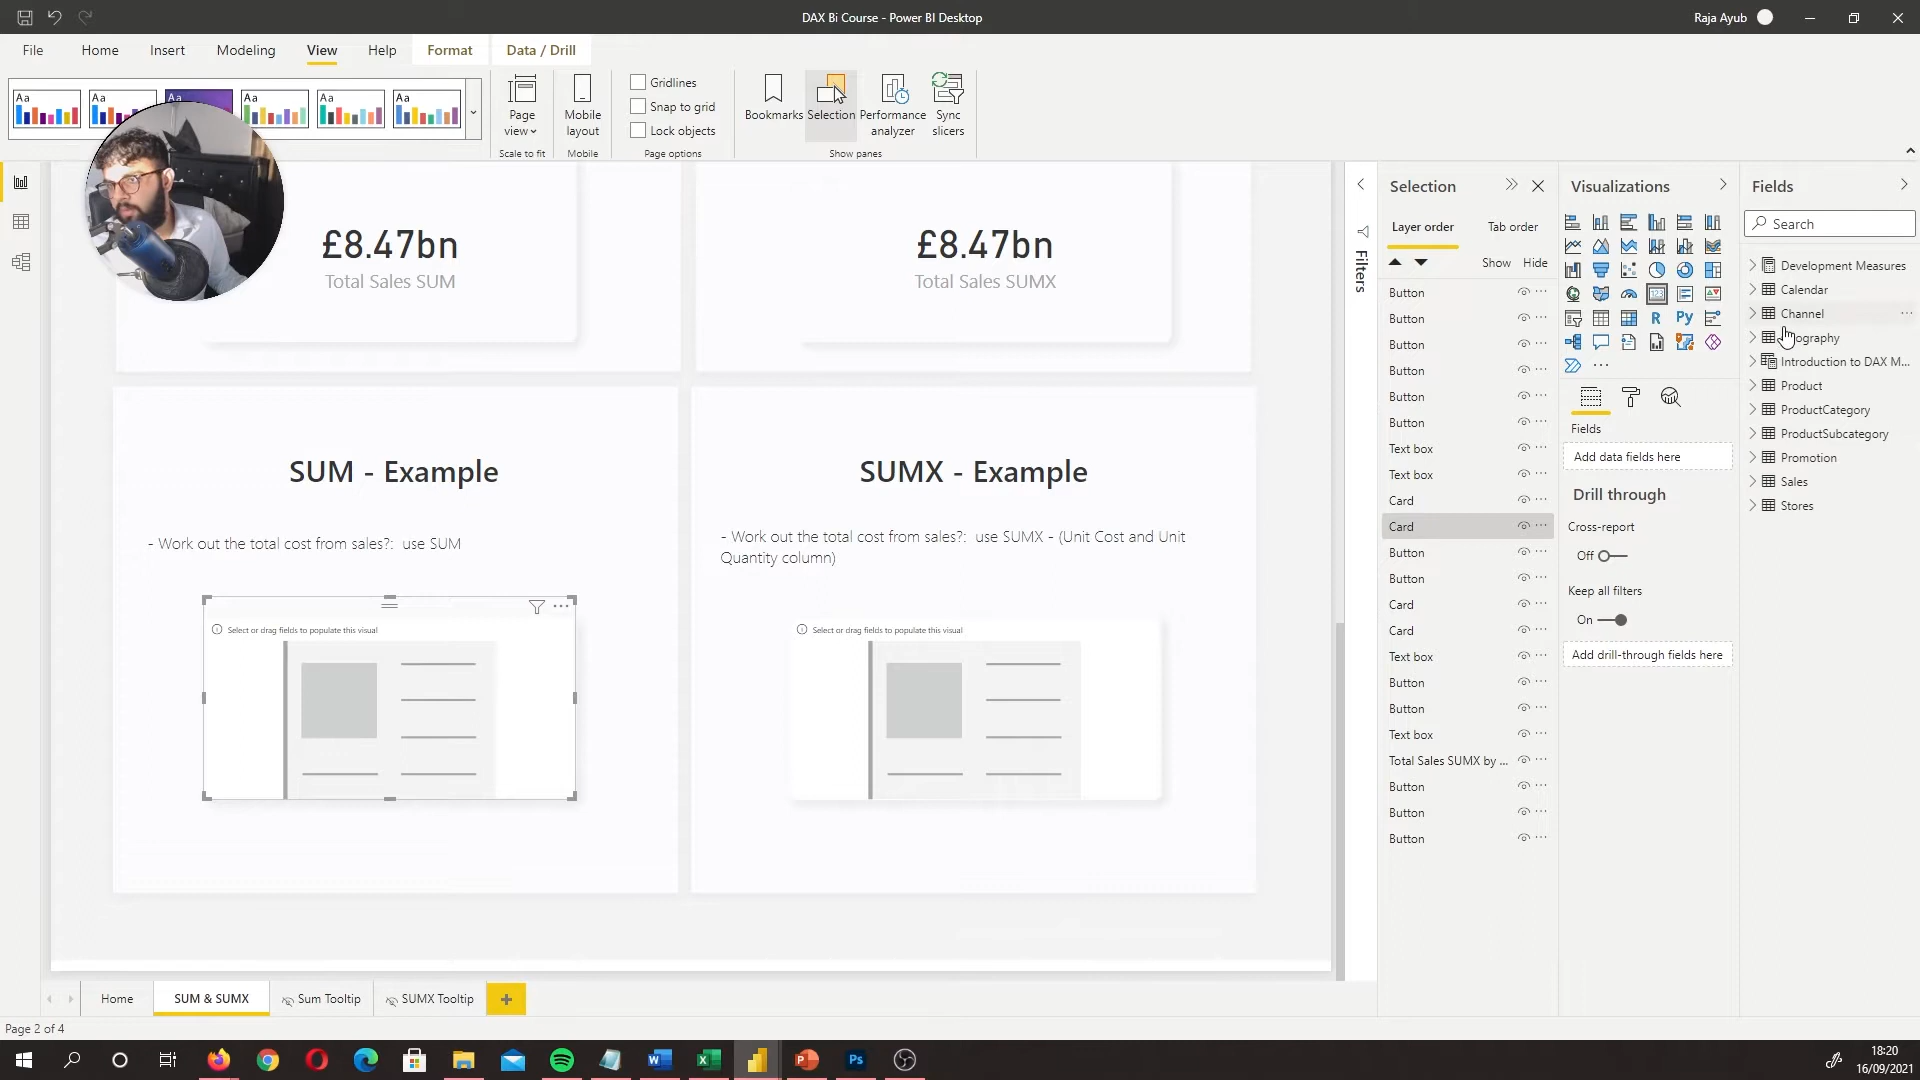 DAX Bi Course - Power BI Desktop
Raja Ayub
File
Home
Insert
Modeling
View
Help
Format
Data / Drill
Aa
Aa
Aa
Aa
Aa
Aa
Page
view
Scale to fit
Mobile
layout
Mobile
Gridlines
Snap to grid
Lock objects
Page options
Bookmarks
Selection
Performance
analyzer
Sync
slicers
Show panes
£8.47bn
Total Sales SUM
£8.47bn
Total Sales SUMX
SUM - Example
- Work out the total cost from sales?: use SUM
Select or drag fields to populate this visual
SUMX - Example
- Work out the total cost from sales?: use SUMX - (Unit Cost and Unit
Quantity column)
Select or drag fields to populate this visual
Filters
Selection
Layer order
Tab order
Show
Hide
Button
Button
Button
Button
Button
Button
Text box
Text box
Card
Card
Button
Button
Card
Card
Text box
Button
Button
Text box
Total Sales SUMX by ...
Button
Button
Button
Visualizations
123
R
Py
Fields
Add data fields here
Drill through
Cross-report
Off
Keep all filters
On
Add drill-through fields here
Fields
Search
Development Measures
Calendar
Channel
ography
Introduction to DAX M...
Product
ProductCategory
ProductSubcategory
Promotion
Sales
Stores
Home
SUM & SUMX
Sum Tooltip
SUMX Tooltip
Page 2 of 4
18:20
16/09/2021